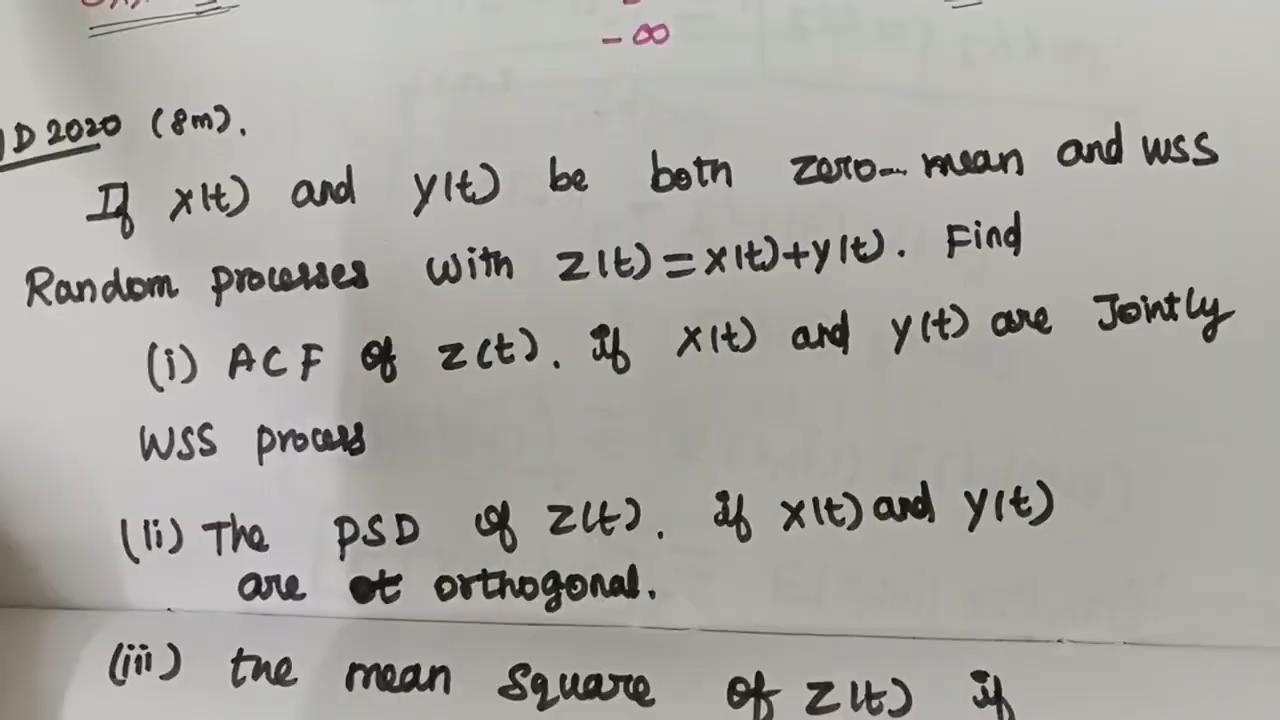 - ∞
D 2020 (8m).
If x(t) and y(t) be both zero-mean and WSS
Random processes with z(t)=x(t)+y(t). Find
(i) ACF of z(t). if x(t) and y(t) are Jointly
WSS process
(ii) The PSD of z(t). if x(t) and y(t)
are orthogonal.
(iii) the mean square of z(t) if